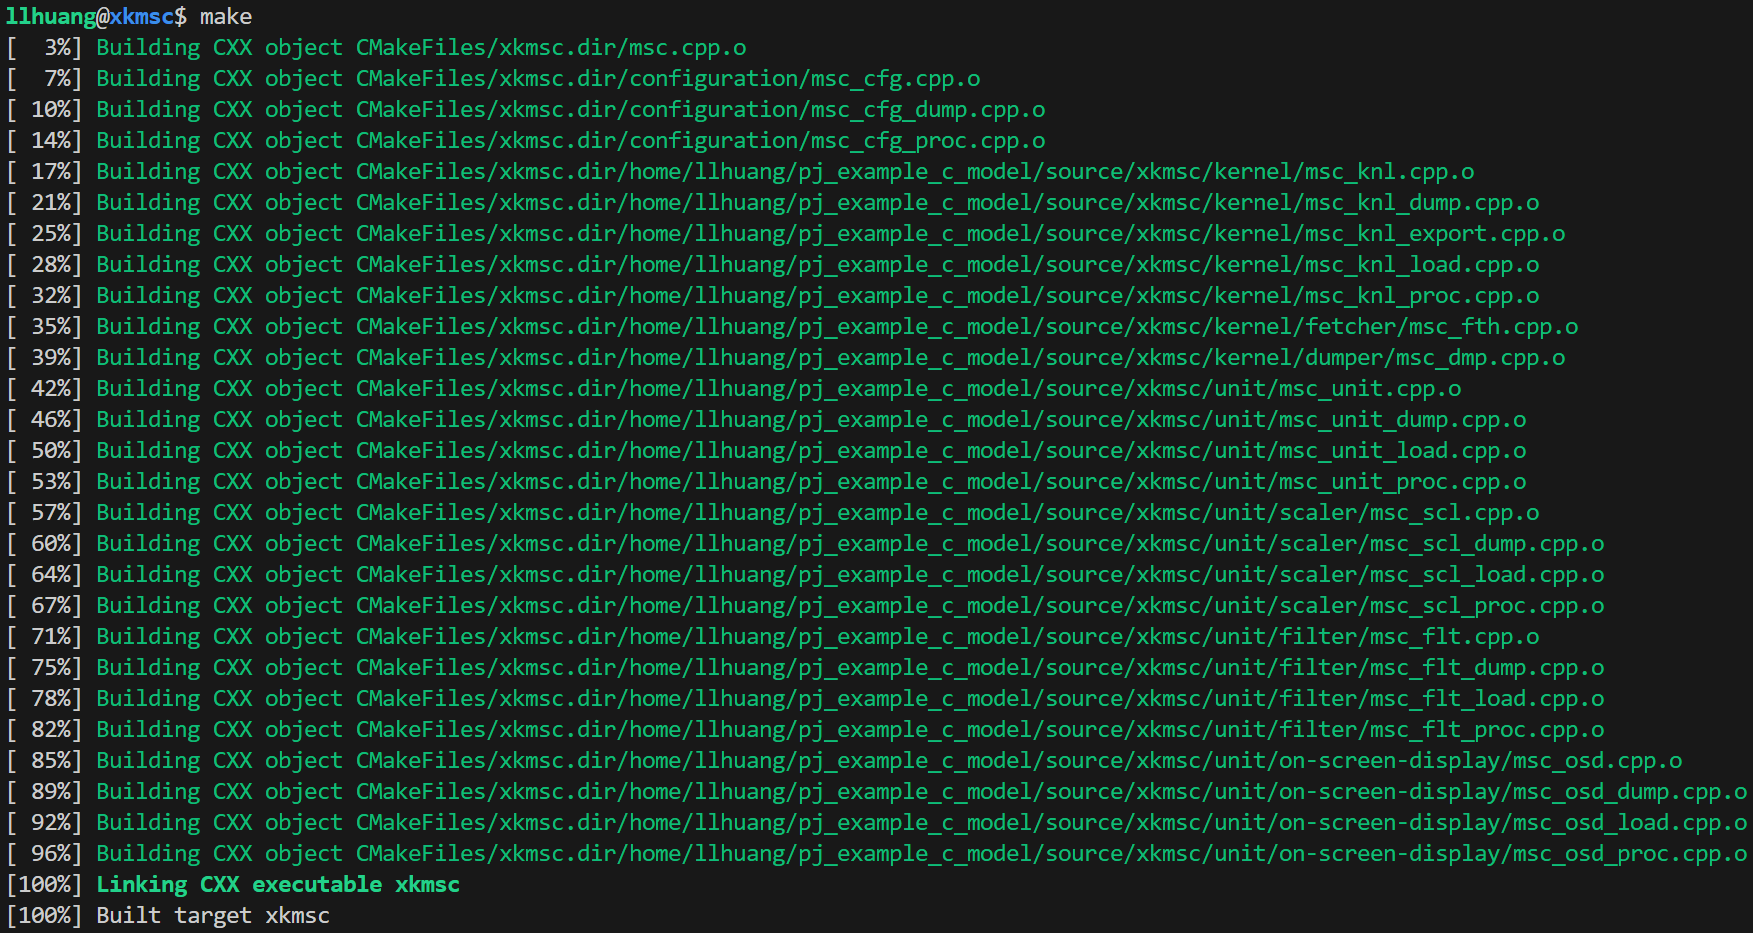 llhuang@xkmsc$ make
[  3%] Building CXX object CMakeFiles/xkmsc.dir/msc.cpp.o
[  7%] Building CXX object CMakeFiles/xkmsc.dir/configuration/msc_cfg.cpp.o
[ 10%] Building CXX object CMakeFiles/xkmsc.dir/configuration/msc_cfg_dump.cpp.o
[ 14%] Building CXX object CMakeFiles/xkmsc.dir/configuration/msc_cfg_proc.cpp.o
[ 17%] Building CXX object CMakeFiles/xkmsc.dir/home/llhuang/pj_example_c_model/source/xkmsc/kernel/msc_knl.cpp.o
[ 21%] Building CXX object CMakeFiles/xkmsc.dir/home/llhuang/pj_example_c_model/source/xkmsc/kernel/msc_knl_dump.cpp.o
[ 25%] Building CXX object CMakeFiles/xkmsc.dir/home/llhuang/pj_example_c_model/source/xkmsc/kernel/msc_knl_export.cpp.o
[ 28%] Building CXX object CMakeFiles/xkmsc.dir/home/llhuang/pj_example_c_model/source/xkmsc/kernel/msc_knl_load.cpp.o
[ 32%] Building CXX object CMakeFiles/xkmsc.dir/home/llhuang/pj_example_c_model/source/xkmsc/kernel/msc_knl_proc.cpp.o
[ 35%] Building CXX object CMakeFiles/xkmsc.dir/home/llhuang/pj_example_c_model/source/xkmsc/kernel/fetcher/msc_fth.cpp.o
[ 39%] Building CXX object CMakeFiles/xkmsc.dir/home/llhuang/pj_example_c_model/source/xkmsc/kernel/dumper/msc_dmp.cpp.o
[ 42%] Building CXX object CMakeFiles/xkmsc.dir/home/llhuang/pj_example_c_model/source/xkmsc/unit/msc_unit.cpp.o
[ 46%] Building CXX object CMakeFiles/xkmsc.dir/home/llhuang/pj_example_c_model/source/xkmsc/unit/msc_unit_dump.cpp.o
[ 50%] Building CXX object CMakeFiles/xkmsc.dir/home/llhuang/pj_example_c_model/source/xkmsc/unit/msc_unit_load.cpp.o
[ 53%] Building CXX object CMakeFiles/xkmsc.dir/home/llhuang/pj_example_c_model/source/xkmsc/unit/msc_unit_proc.cpp.o
[ 57%] Building CXX object CMakeFiles/xkmsc.dir/home/llhuang/pj_example_c_model/source/xkmsc/unit/scaler/msc_scl.cpp.o
[ 60%] Building CXX object CMakeFiles/xkmsc.dir/home/llhuang/pj_example_c_model/source/xkmsc/unit/scaler/msc_scl_dump.cpp.o
[ 64%] Building CXX object CMakeFiles/xkmsc.dir/home/llhuang/pj_example_c_model/source/xkmsc/unit/scaler/msc_scl_load.cpp.o
[ 67%] Building CXX object CMakeFiles/xkmsc.dir/home/llhuang/pj_example_c_model/source/xkmsc/unit/scaler/msc_scl_proc.cpp.o
[ 71%] Building CXX object CMakeFiles/xkmsc.dir/home/llhuang/pj_example_c_model/source/xkmsc/unit/filter/msc_flt.cpp.o
[ 75%] Building CXX object CMakeFiles/xkmsc.dir/home/llhuang/pj_example_c_model/source/xkmsc/unit/filter/msc_flt_dump.cpp.o
[ 78%] Building CXX object CMakeFiles/xkmsc.dir/home/llhuang/pj_example_c_model/source/xkmsc/unit/filter/msc_flt_load.cpp.o
[ 82%] Building CXX object CMakeFiles/xkmsc.dir/home/llhuang/pj_example_c_model/source/xkmsc/unit/filter/msc_flt_proc.cpp.o
[ 85%] Building CXX object CMakeFiles/xkmsc.dir/home/llhuang/pj_example_c_model/source/xkmsc/unit/on-screen-display/msc_osd.cpp.o
[ 89%] Building CXX object CMakeFiles/xkmsc.dir/home/llhuang/pj_example_c_model/source/xkmsc/unit/on-screen-display/msc_osd_dump.cpp.o
[ 92%] Building CXX object CMakeFiles/xkmsc.dir/home/llhuang/pj_example_c_model/source/xkmsc/unit/on-screen-display/msc_osd_load.cpp.o
[ 96%] Building CXX object CMakeFiles/xkmsc.dir/home/llhuang/pj_example_c_model/source/xkmsc/unit/on-screen-display/msc_osd_proc.cpp.o
[100%] Linking CXX executable xkmsc
[100%] Built target xkmsc